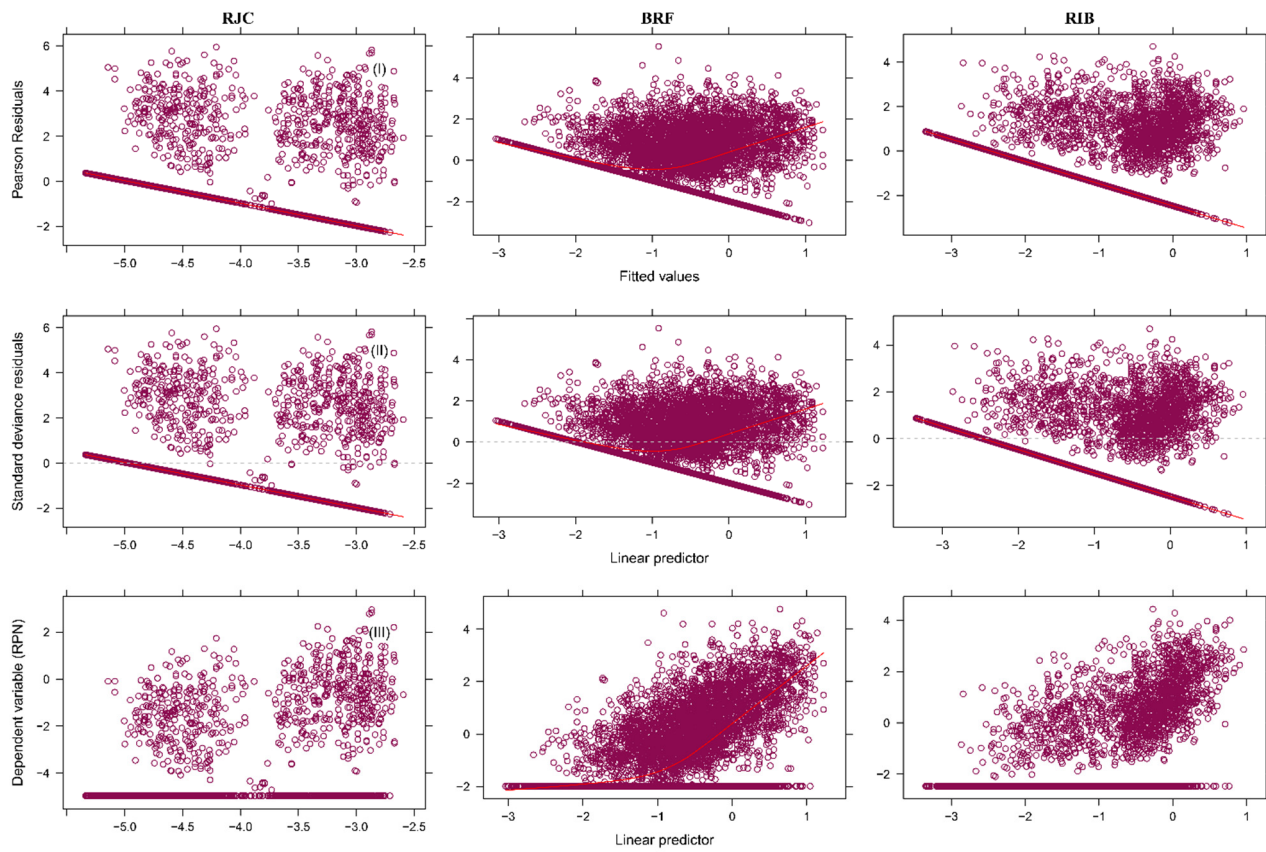 RJC BRF RIB
Pearson Residuals
6
4
2
0
−2
(I)
−5.0 −4.5 −4.0 −3.5 −3.0 −2.5
4
2
0
−2
−3 −2 −1 0 1
Fitted values
4
2
0
−2
−3 −2 −1 0 1
Standard deviance residuals
6
4
2
0
−2
(II)
−5.0 −4.5 −4.0 −3.5 −3.0 −2.5
4
2
0
−2
−3 −2 −1 0 1
Linear predictor
4
2
0
−2
−3 −2 −1 0 1
Dependent variable (RPN)
2
0
−2
−4
(III)
−5.0 −4.5 −4.0 −3.5 −3.0 −2.5
4
2
0
−2
−3 −2 −1 0 1
Linear predictor
4
2
0
−2
−3 −2 −1 0 1